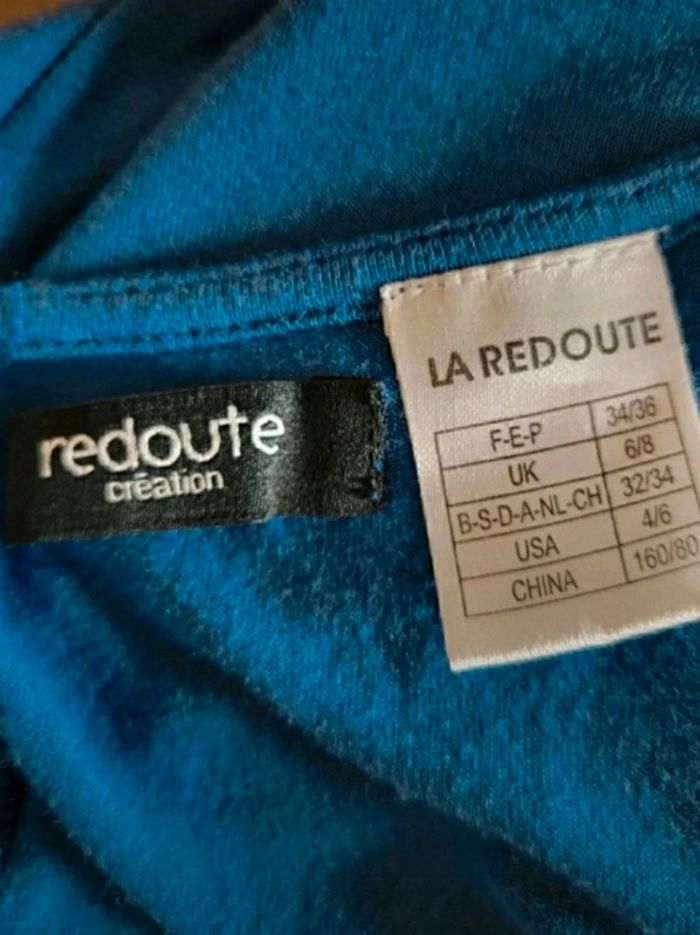 redoute
création
LA REDOUTE
F-E-P 34/36
UK 6/8
B-S-D-A-NL-CH 32/34
USA 4/6
CHINA 160/80